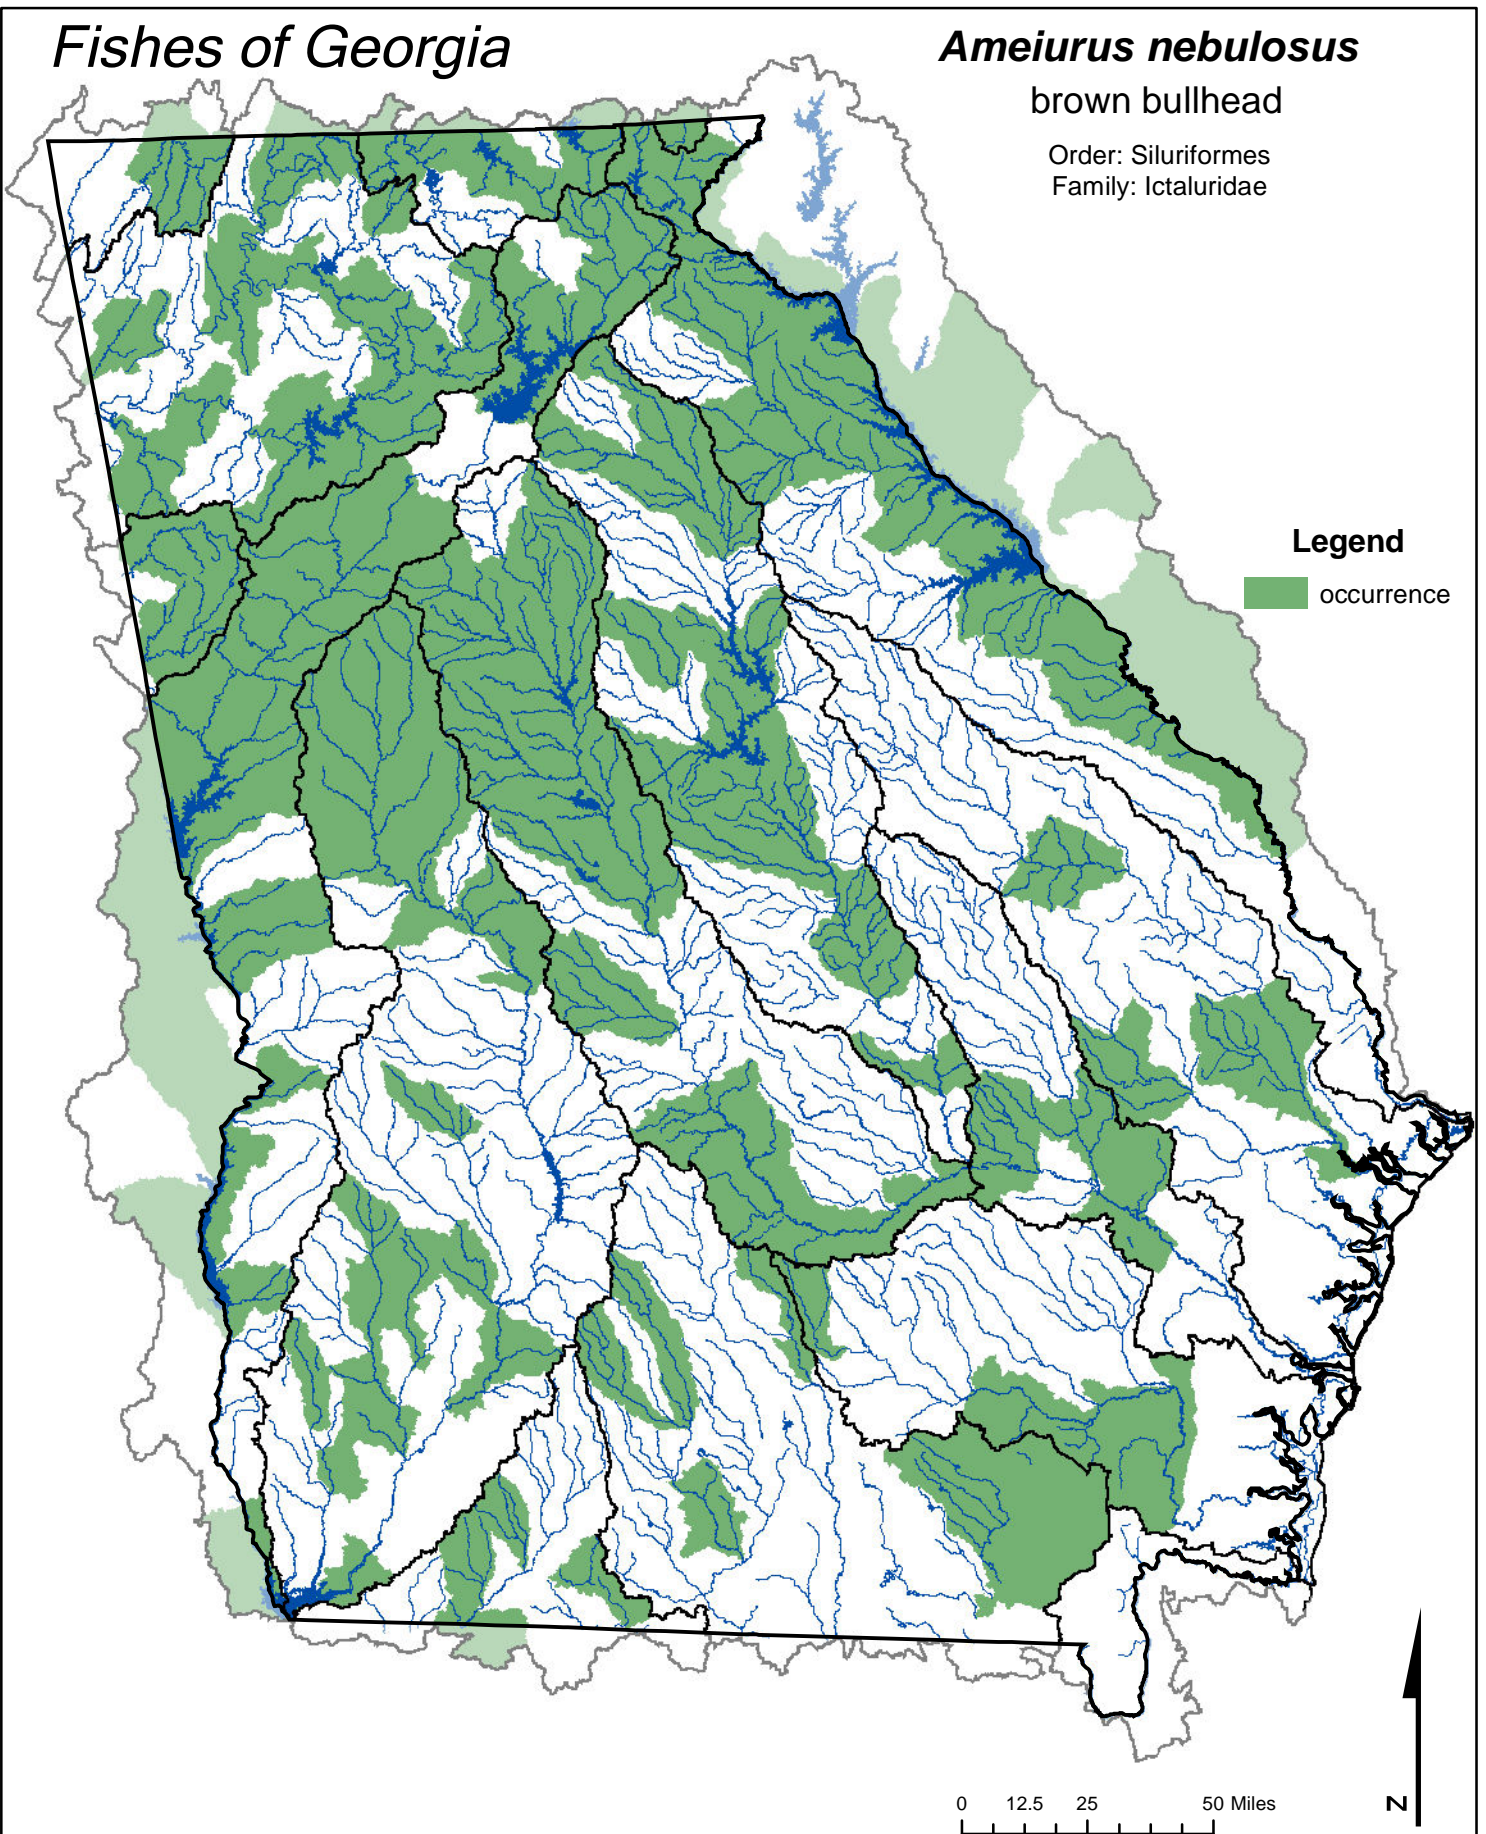 Fishes of Georgia
Ameiurus nebulosus
brown bullhead
Order: Siluriformes
Family: Ictaluridae
Legend
occurrence
0 12.5 25 50 Miles
N